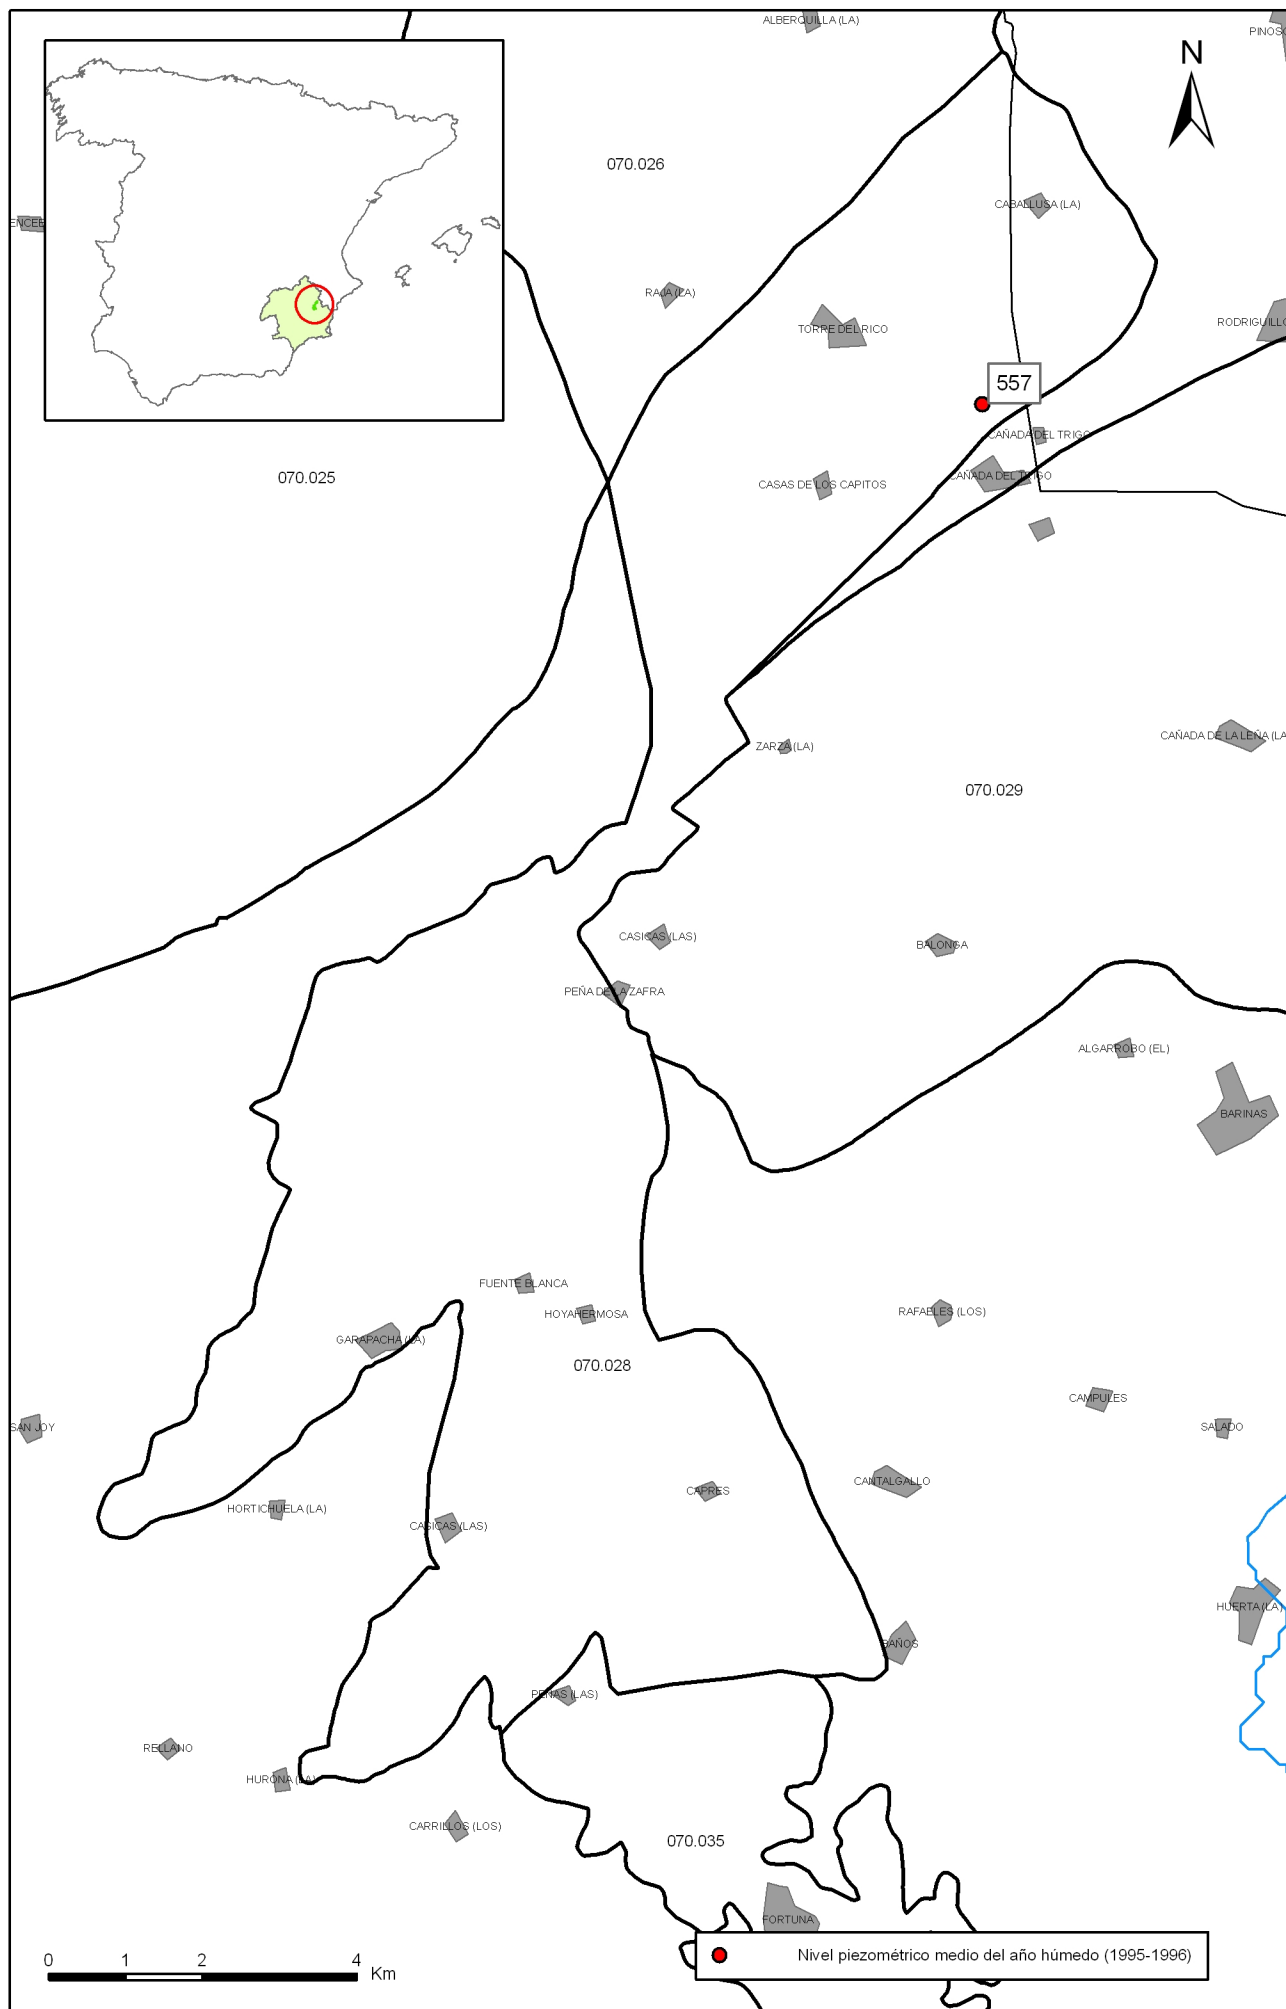 ALBERQUILLA (LA)
PINOSO
N
070.026
CABALLUSA (LA)
RAJA (LA)
TORRE DEL RICO
RODRIGUILLO
557
CAÑADA DEL TRIGO
070.025
CASAS DE LOS CAPITOS
CAÑADA DEL TRIGO
ZARZA (LA)
CAÑADA DE LA LEÑA (LA
070.029
CASICAS (LAS)
BALONGA
PEÑA DE LA ZAFRA
ALGARROBO (EL)
BARINAS
FUENTE BLANCA
HOYAHERMOSA
RAFAELES (LOS)
GARAPACHA (LA)
070.028
CAMPULES
SAN JOY
SALADO
CANTALGALLO
CAPRES
HORTICHUELA (LA)
CASICAS (LAS)
HUERTA (LA)
BAÑOS
PEÑAS (LAS)
RELLANO
HURONA (LA)
CARRILLOS (LOS)
070.035
FORTUNA
Nivel piezométrico medio del año húmedo (1995-1996)
0 1 2 4
Km